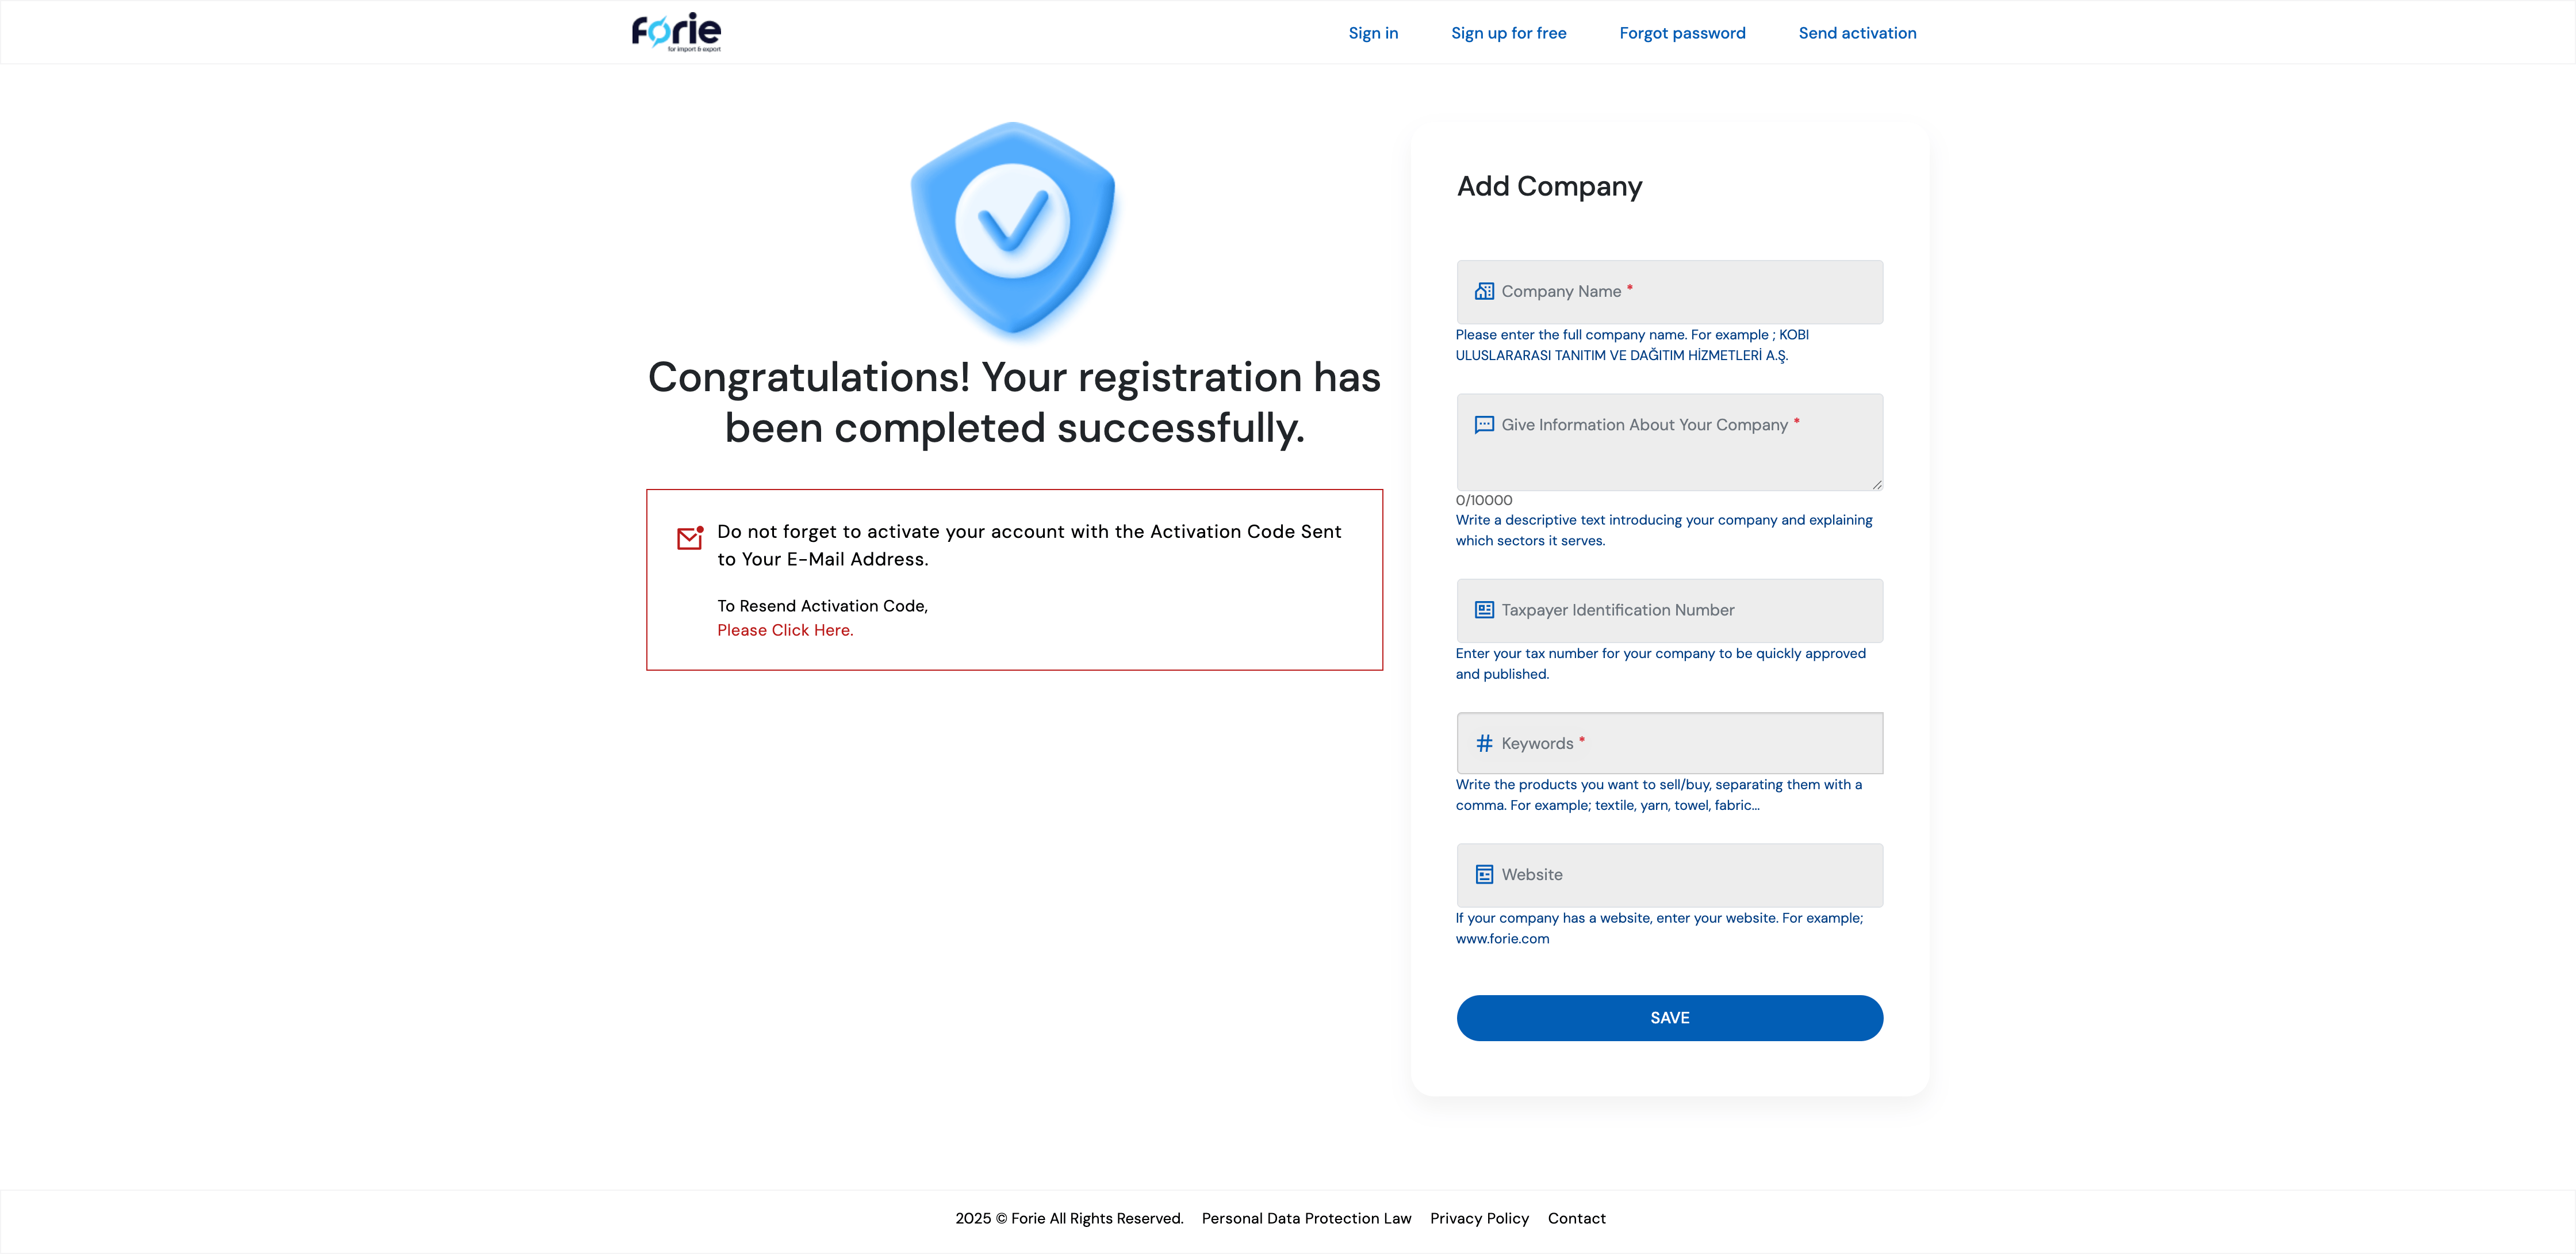 forie
for import & export
Sign in
Sign up for free
Forgot password
Send activation
Congratulations! Your registration has
been completed successfully.
Do not forget to activate your account with the Activation Code Sent
to Your E-Mail Address.
To Resend Activation Code,
Please Click Here.
Add Company
Company Name *
Please enter the full company name. For example ; KOBI
ULUSLARARASI TANITIM VE DAĞITIM HİZMETLERİ A.Ş.
Give Information About Your Company *
0/10000
Write a descriptive text introducing your company and explaining
which sectors it serves.
Taxpayer Identification Number
Enter your tax number for your company to be quickly approved
and published.
Keywords *
Write the products you want to sell/buy, separating them with a
comma. For example; textile, yarn, towel, fabric...
Website
If your company has a website, enter your website. For example;
www.forie.com
SAVE
2025 © Forie All Rights Reserved.
Personal Data Protection Law
Privacy Policy
Contact